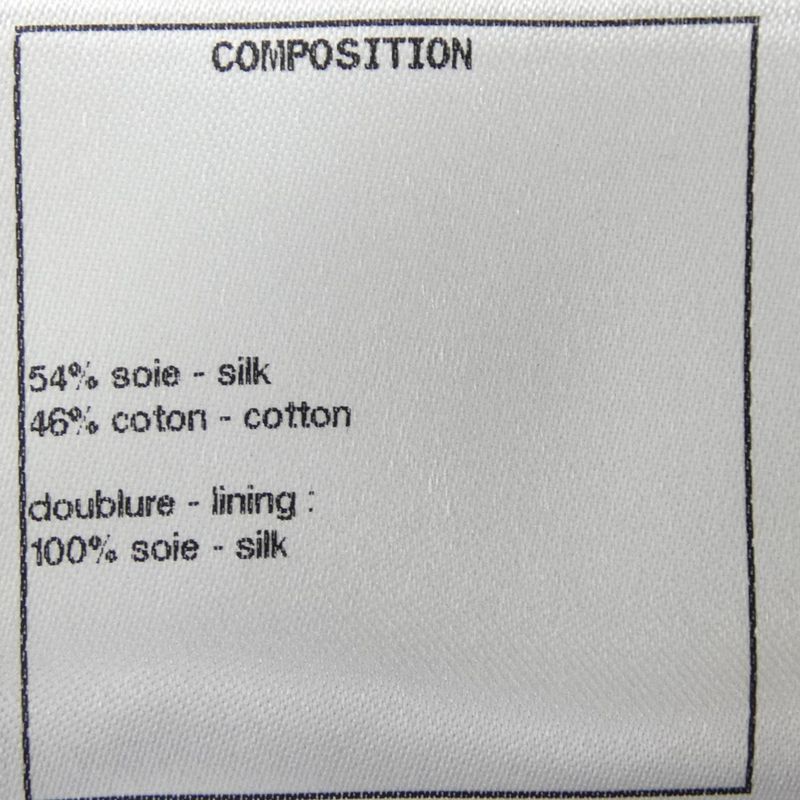 COMPOSITION
54% soie - silk
46% coton - cotton
doublure - lining :
100% soie - silk